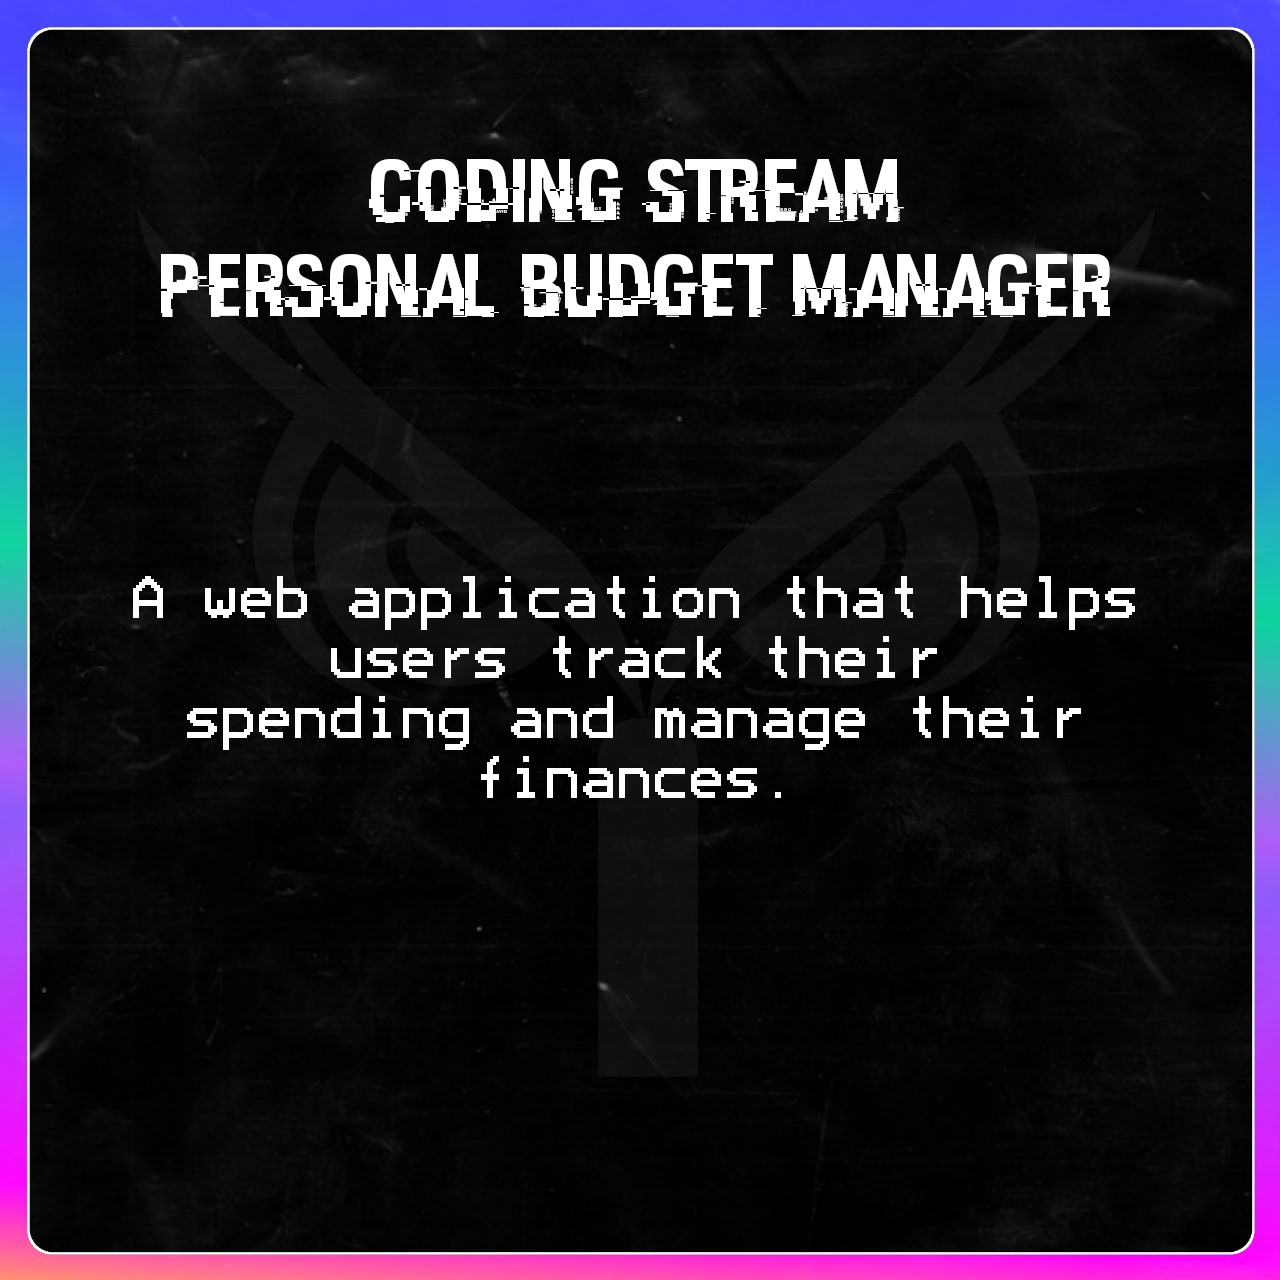 CODING STREAM
PERSONAL BUDGET MANAGER
A web application that helps
users track their
spending and manage their
finances.